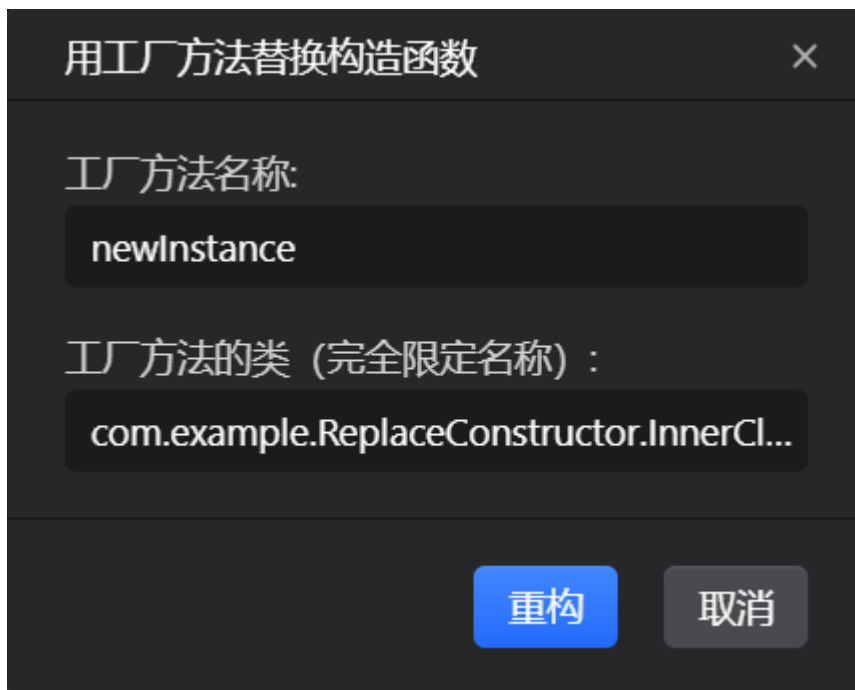 用工厂方法替换构造函数
工厂方法名称:
newInstance
工厂方法的类（完全限定名称）:
com.example.ReplaceConstructor.InnerCl...
重构
取消